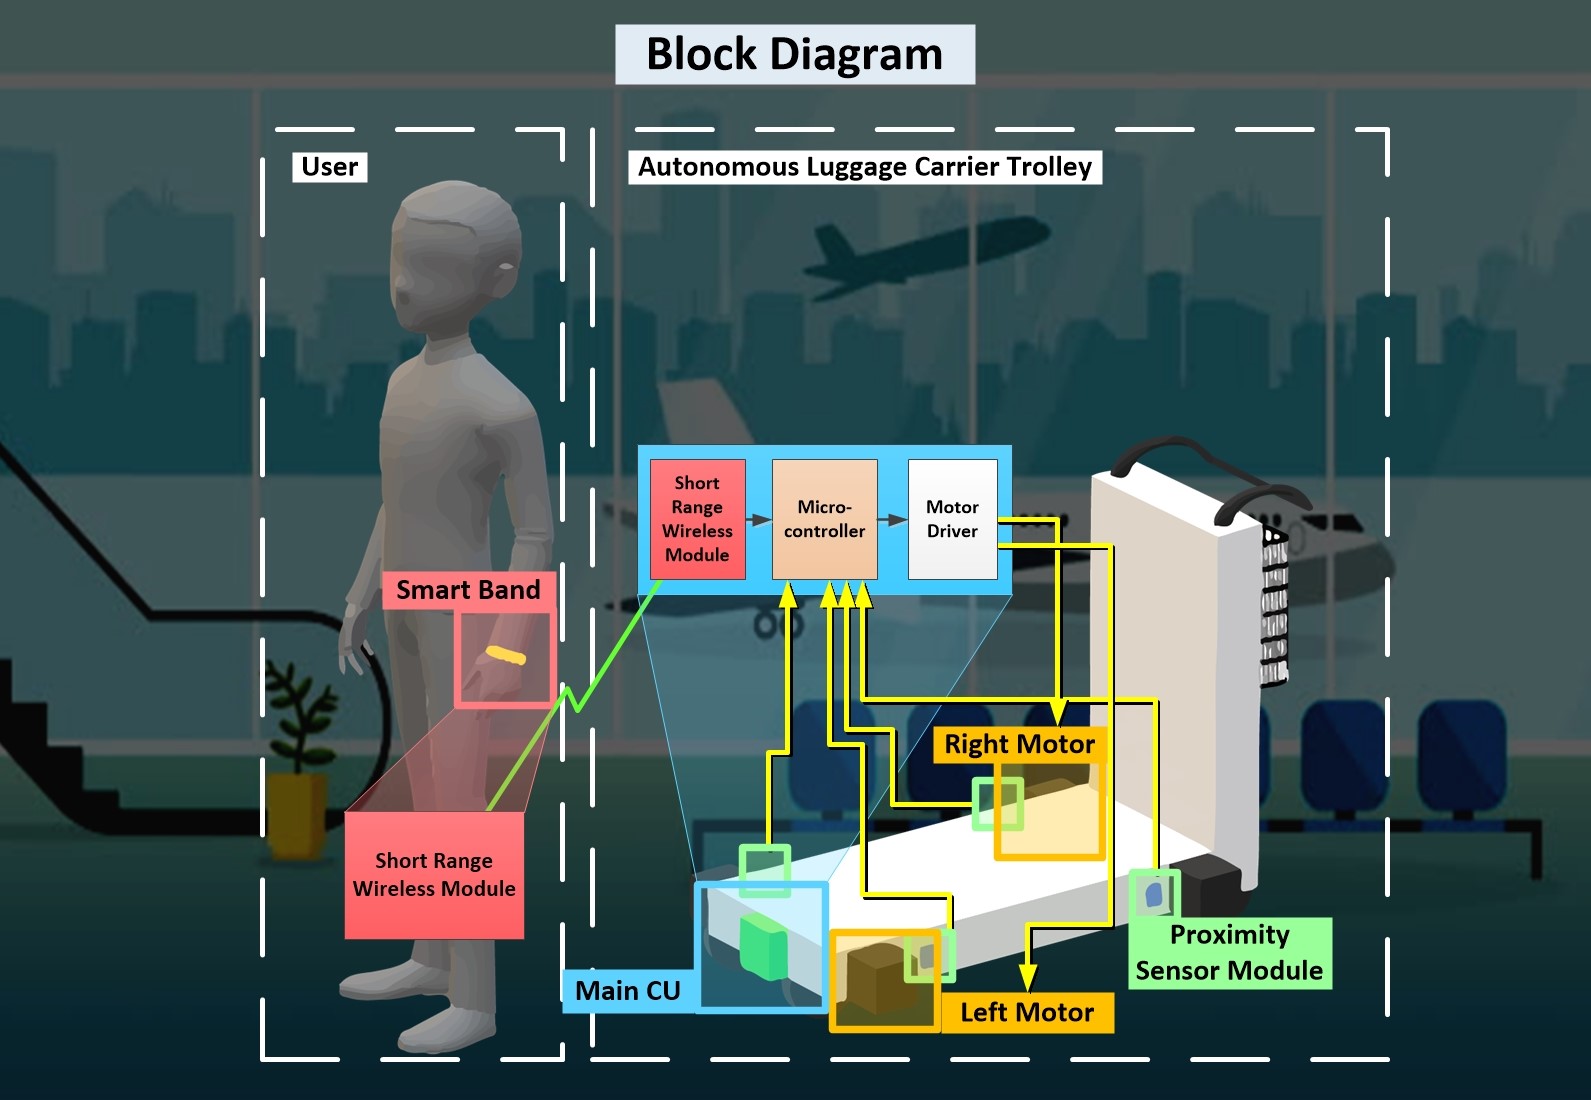 Block Diagram
User
Autonomous Luggage Carrier Trolley
Short
Range
Wireless
Module
Micro-
controller
Motor
Driver
Smart Band
Right Motor
Short Range
Wireless Module
Proximity
Sensor Module
Main CU
Left Motor